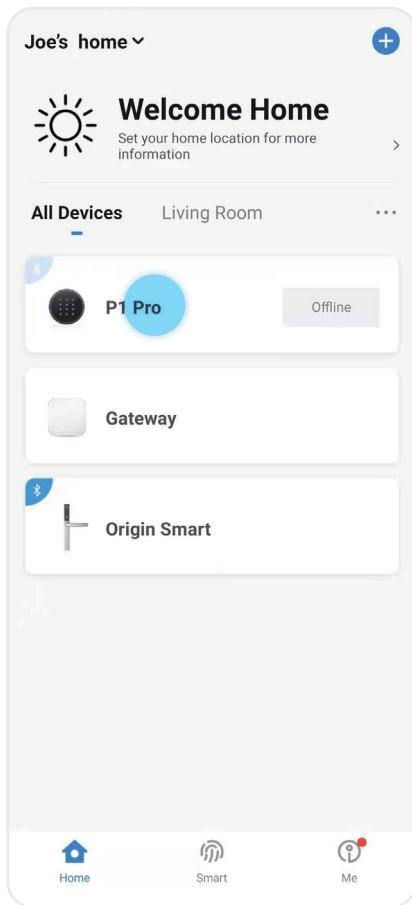 Joe's home
Welcome Home
Set your home location for more
information
All Devices Living Room
P1 Pro Offline
Gateway
Origin Smart
Home Smart Me